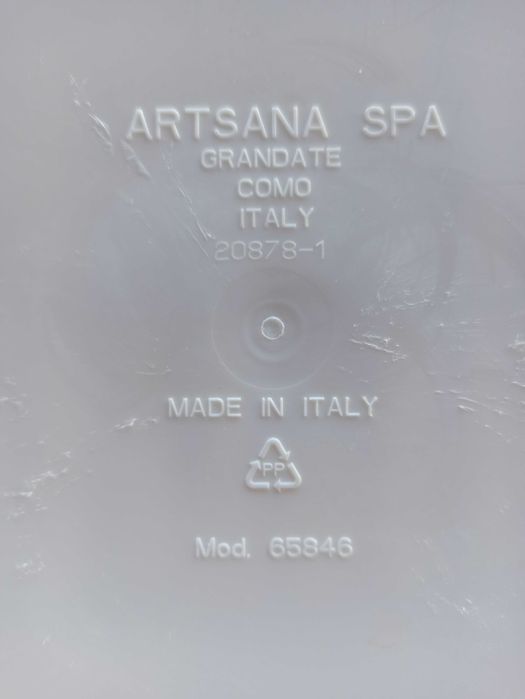 ARTSANA SPA
GRANDATE
COMO
ITALY
20878-1
MADE IN ITALY
PP
Mod. 65846